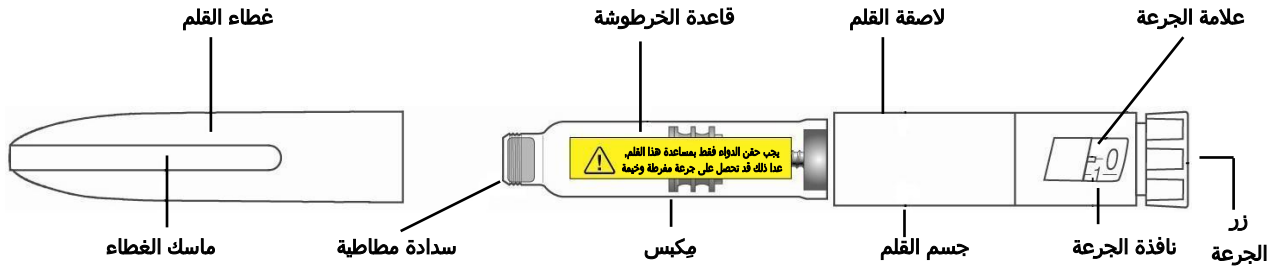 علامة الجرعة
لاصقة القلم
قاعدة الخرطوشة
غطاء القلم
يجب حقن الدواء فقط بمساعدة هذا القلم،
عدا ذلك قد تحصل على جرعة مفرطة وخيمة
0
1
زر
الجرعة
نافذة الجرعة
جسم القلم
مِكبس
سدادة مطاطية
ماسك الغطاء